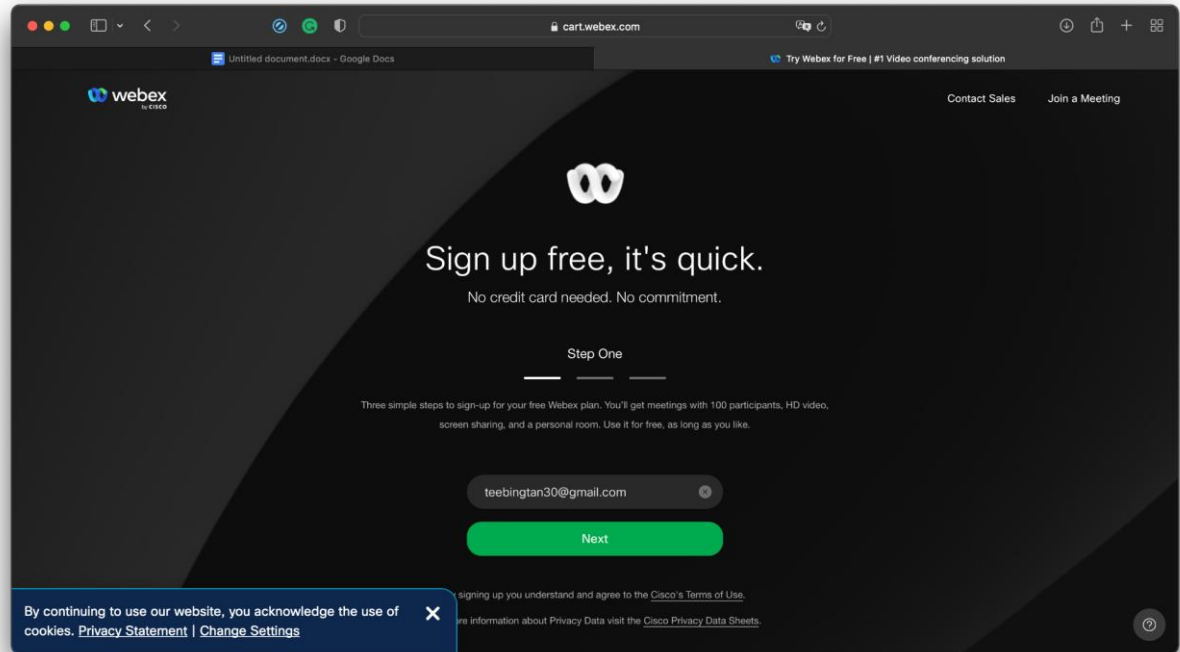 cart.webex.com
Untitled document.docx - Google Docs
Try Webex for Free | #1 Video conferencing solution
webex
by CISCO
Contact Sales
Join a Meeting
Sign up free, it's quick.
No credit card needed. No commitment.
Step One
Three simple steps to sign-up for your free Webex plan. You'll get meetings with 100 participants, HD video,
screen sharing, and a personal room. Use it for free, as long as you like.
teebingtan30@gmail.com
Next
signing up you understand and agree to the Cisco's Terms of Use.
information about Privacy Data visit the Cisco Privacy Data Sheets.
By continuing to use our website, you acknowledge the use of
cookies. Privacy Statement | Change Settings